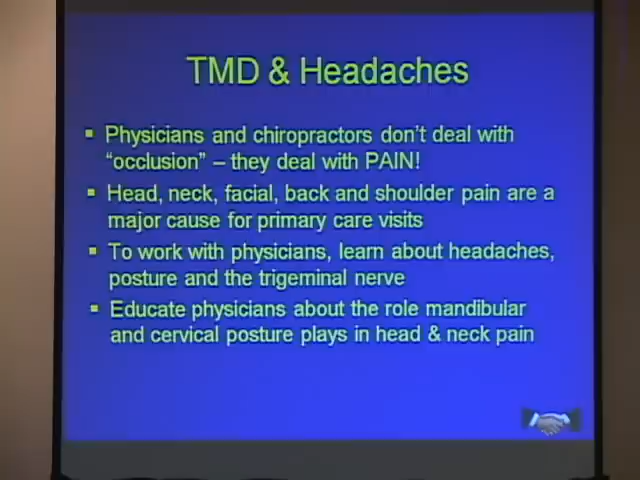 TMD & Headaches
Physicians and chiropractors don't deal with
“occlusion” – they deal with PAIN!
Head, neck, facial, back and shoulder pain are a
major cause for primary care visits
To work with physicians, learn about headaches,
posture and the trigeminal nerve
Educate physicians about the role mandibular
and cervical posture plays in head & neck pain